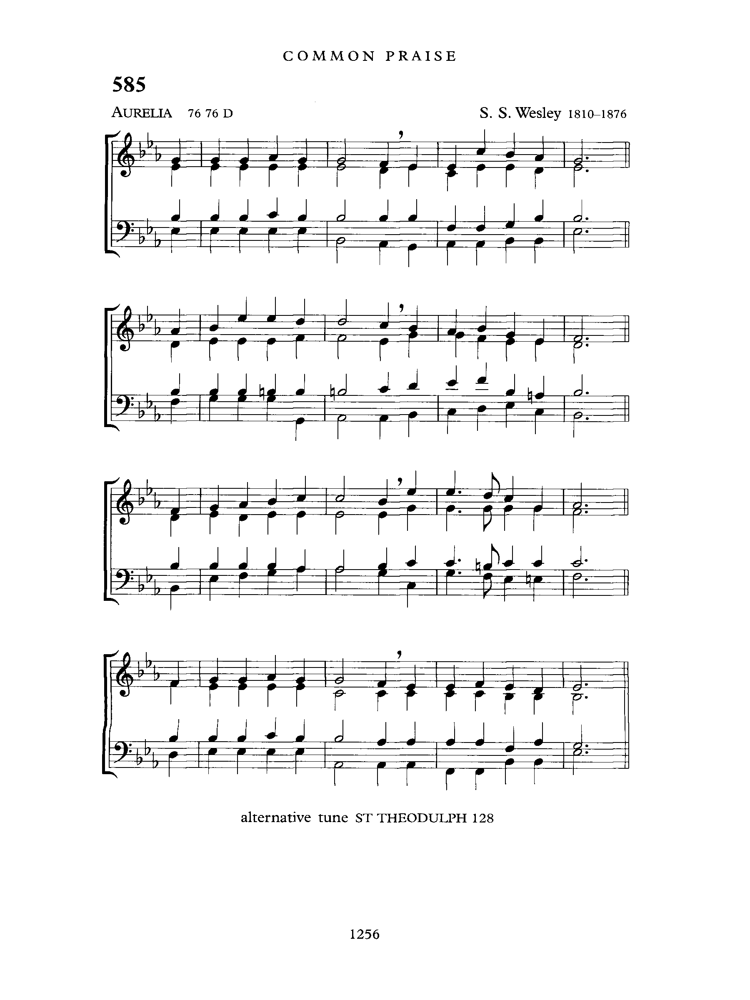 COMMON PRAISE
585
AURELIA 76 76 D
S. S. Wesley 1810–1876
alternative tune ST THEODULPH 128
1256